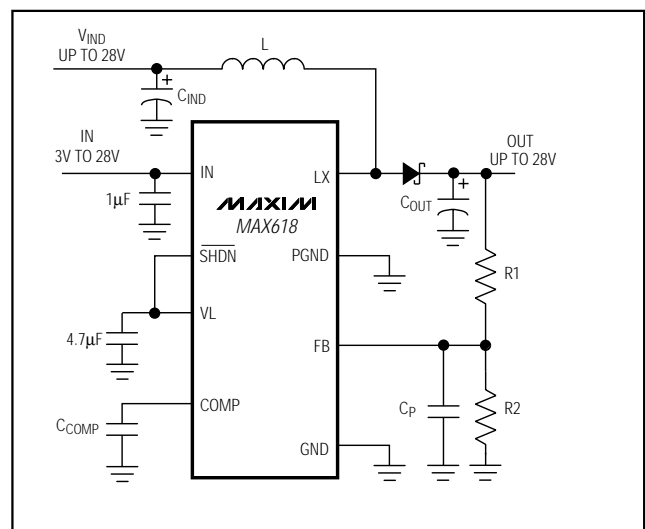 VIND
UP TO 28V
L
CIND
IN
3V TO 28V
OUT
UP TO 28V
IN
LX
1µF
MAXIM
MAX618
COUT
SHDN
PGND
R1
VL
4.7µF
FB
COMP
CP
R2
CCOMP
GND